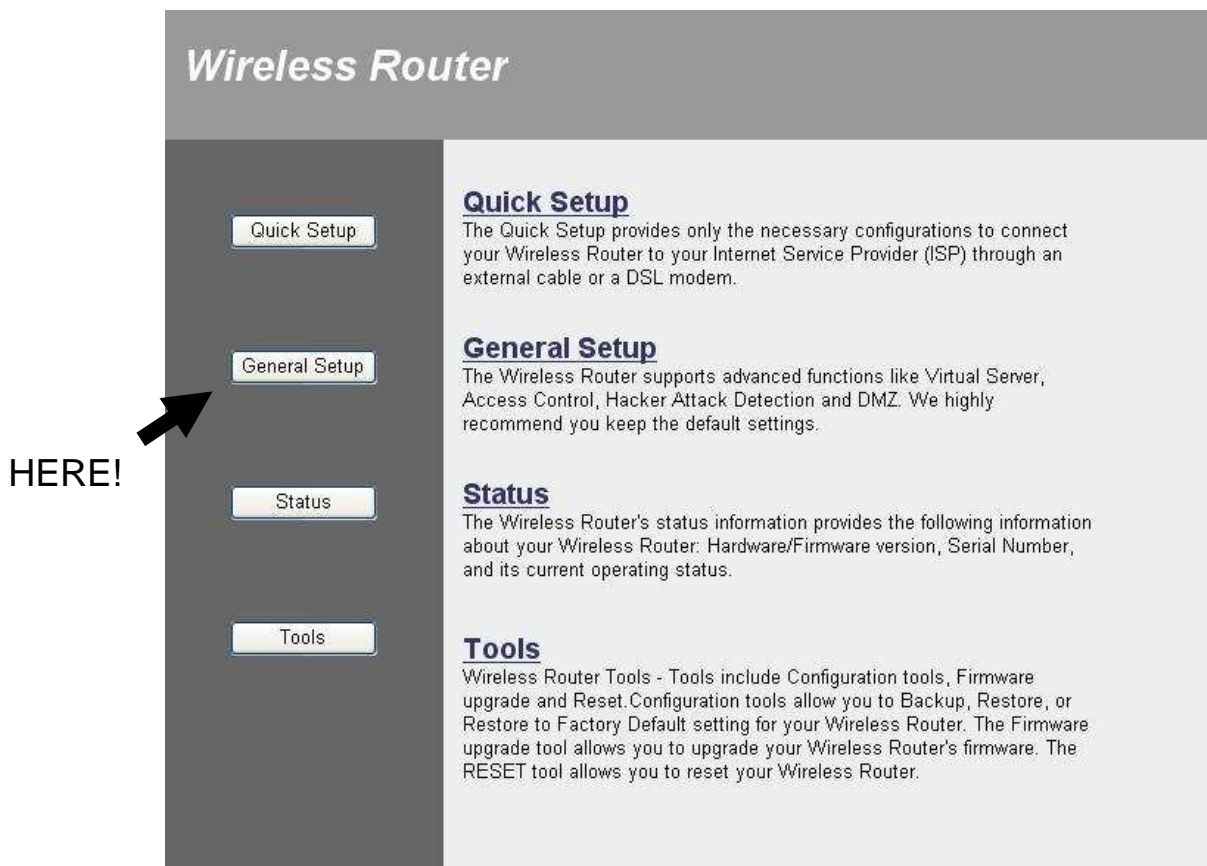 Wireless Router
Quick Setup
Quick Setup
The Quick Setup provides only the necessary configurations to connect
your Wireless Router to your Internet Service Provider (ISP) through an
external cable or a DSL modem.
General Setup
General Setup
The Wireless Router supports advanced functions like Virtual Server,
Access Control, Hacker Attack Detection and DMZ. We highly
recommend you keep the default settings.
HERE!
Status
Status
The Wireless Router's status information provides the following information
about your Wireless Router: Hardware/Firmware version, Serial Number,
and its current operating status.
Tools
Tools
Wireless Router Tools - Tools include Configuration tools, Firmware
upgrade and Reset.Configuration tools allow you to Backup, Restore, or
Restore to Factory Default setting for your Wireless Router. The Firmware
upgrade tool allows you to upgrade your Wireless Router's firmware. The
RESET tool allows you to reset your Wireless Router.